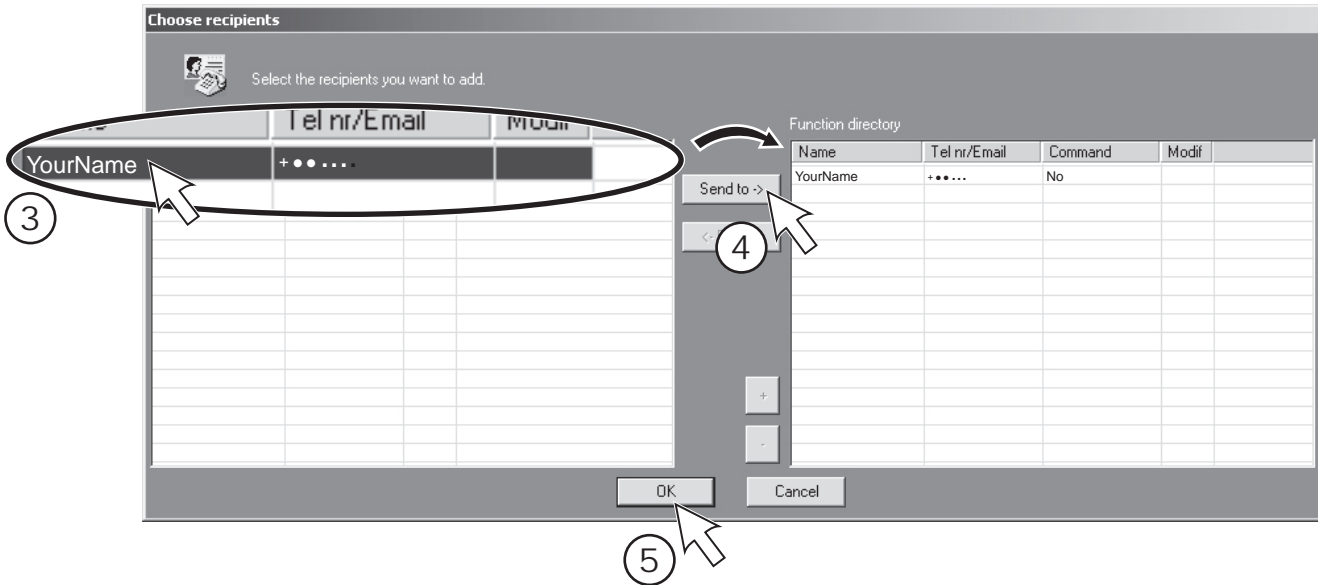 Choose recipients
Select the recipients you want to add.
Tel nr/Email
YourName
+●●....
3
Send to ->
<-
4
Function directory
Name Tel nr/Email Command Modif
YourName +●●... No
+
-
OK Cancel
5